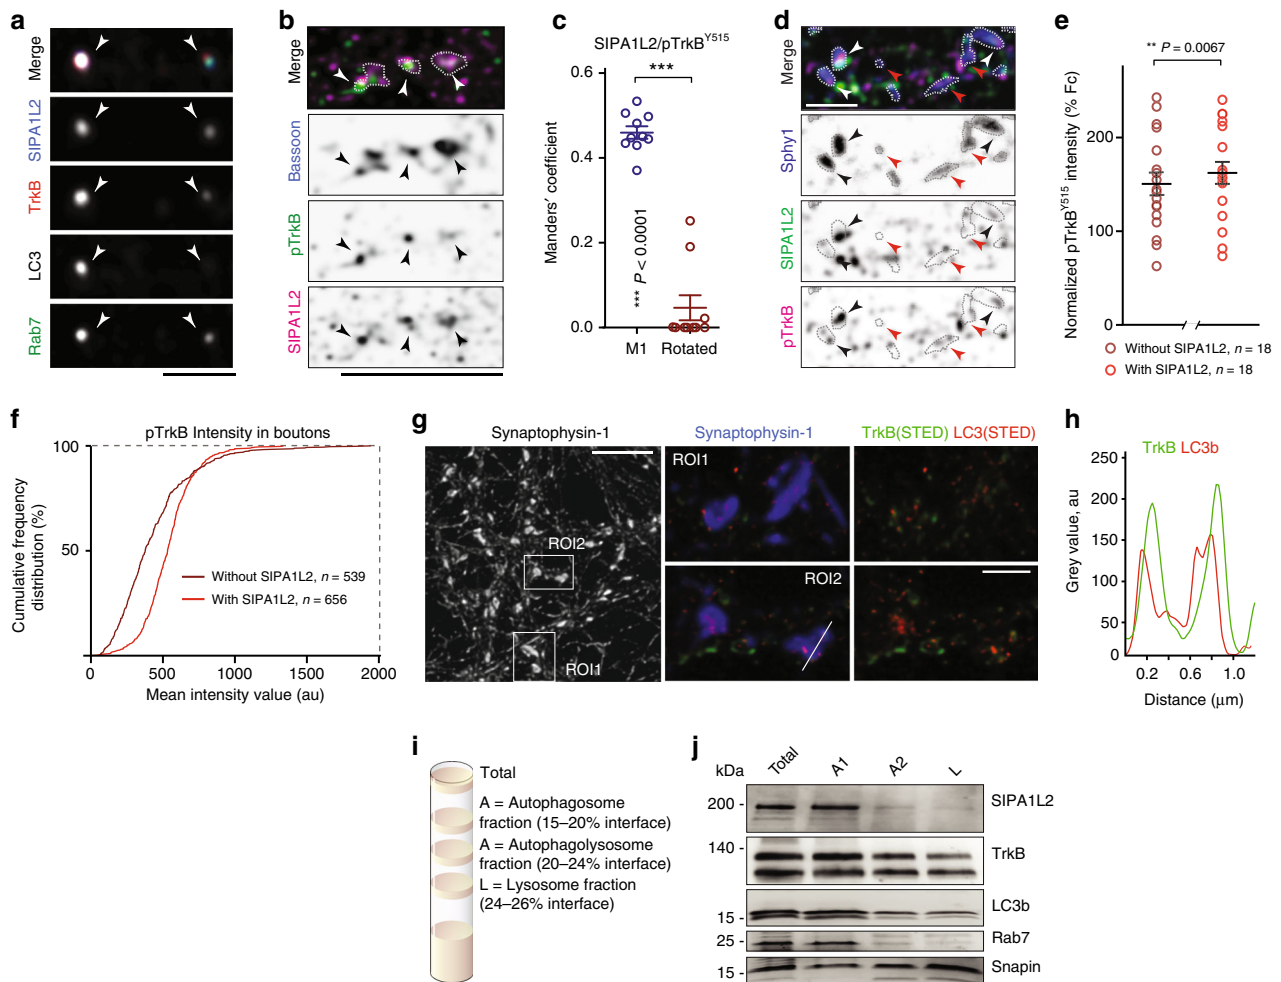 a
Merge
SIPA1L2
TrkB
LC3
Rab7
b
Merge
Bassoon
pTrkB
SIPA1L2
c
SIPA1L2/pTrkB^Y515
***
0.6
0.4
0.2
0.0
Manders' coefficient
*** P < 0.0001
M1 Rotated
d
Merge
Sphy1
SIPA1L2
pTrkB
e
** P = 0.0067
Normalized pTrkB^Y515 intensity (% Fc)
200
100
0
Without SIPA1L2, n = 18
With SIPA1L2, n = 18
f
pTrkB Intensity in boutons
100
50
Cumulative frequency
distribution (%)
Without SIPA1L2, n = 539
With SIPA1L2, n = 656
0 500 1000 1500 2000
Mean intensity value (au)
g
Synaptophysin-1
Synaptophysin-1
TrkB(STED) LC3(STED)
ROI2
ROI1
ROI1
ROI2
h
TrkB LC3b
250
200
150
100
50
0
Grey value, au
0.2 0.6 1.0
Distance (μm)
i
Total
A = Autophagosome
fraction (15–20% interface)
A = Autophagolysosome
fraction (20–24% interface)
L = Lysosome fraction
(24–26% interface)
j
kDa Total A1 A2 L
200 - SIPA1L2
140 - TrkB
15 - LC3b
25 - Rab7
15 - Snapin